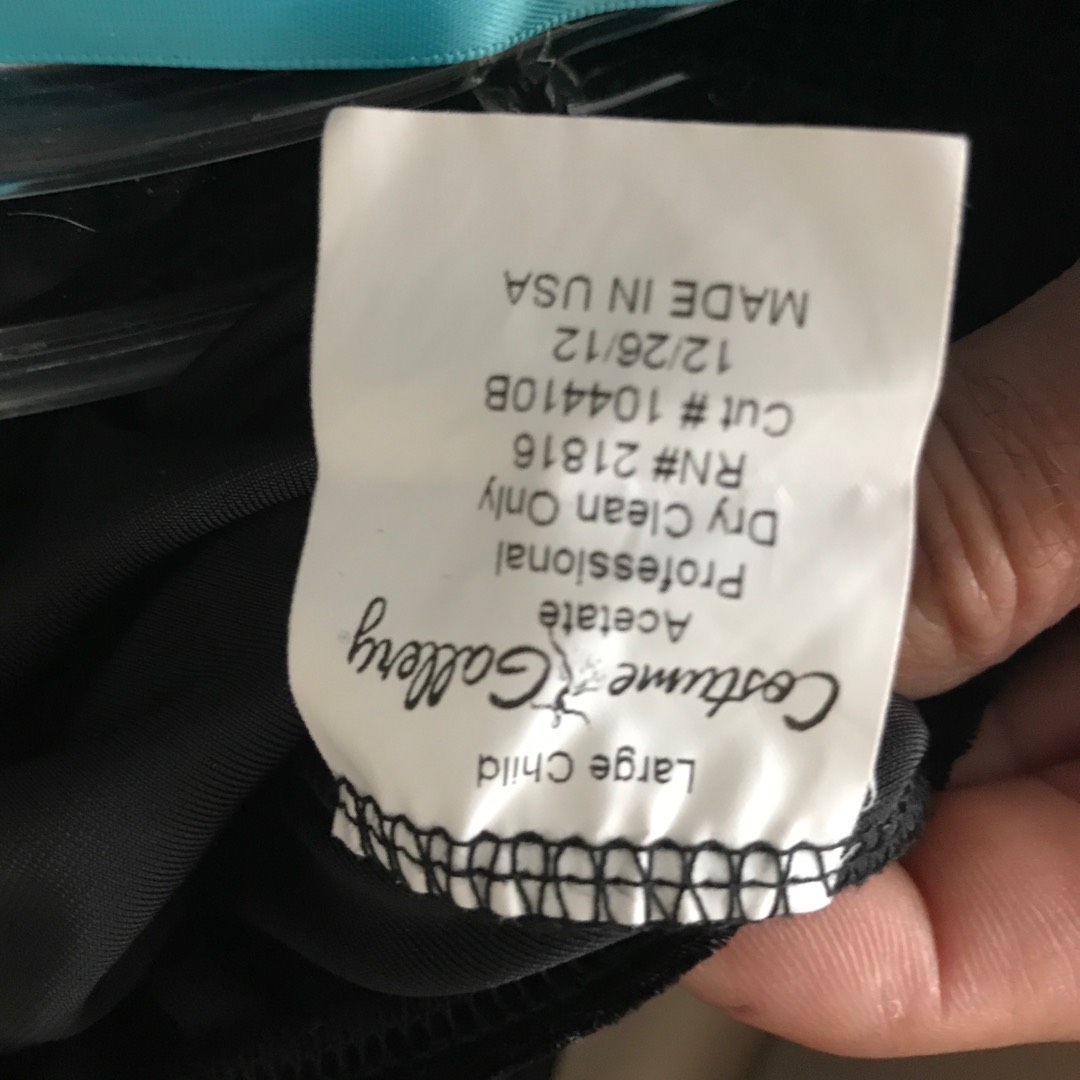 Large Child
Costume Gallery
Acetate
Professional
Dry Clean Only
RN# 21816
Cut # 104410B
12/26/12
MADE IN USA